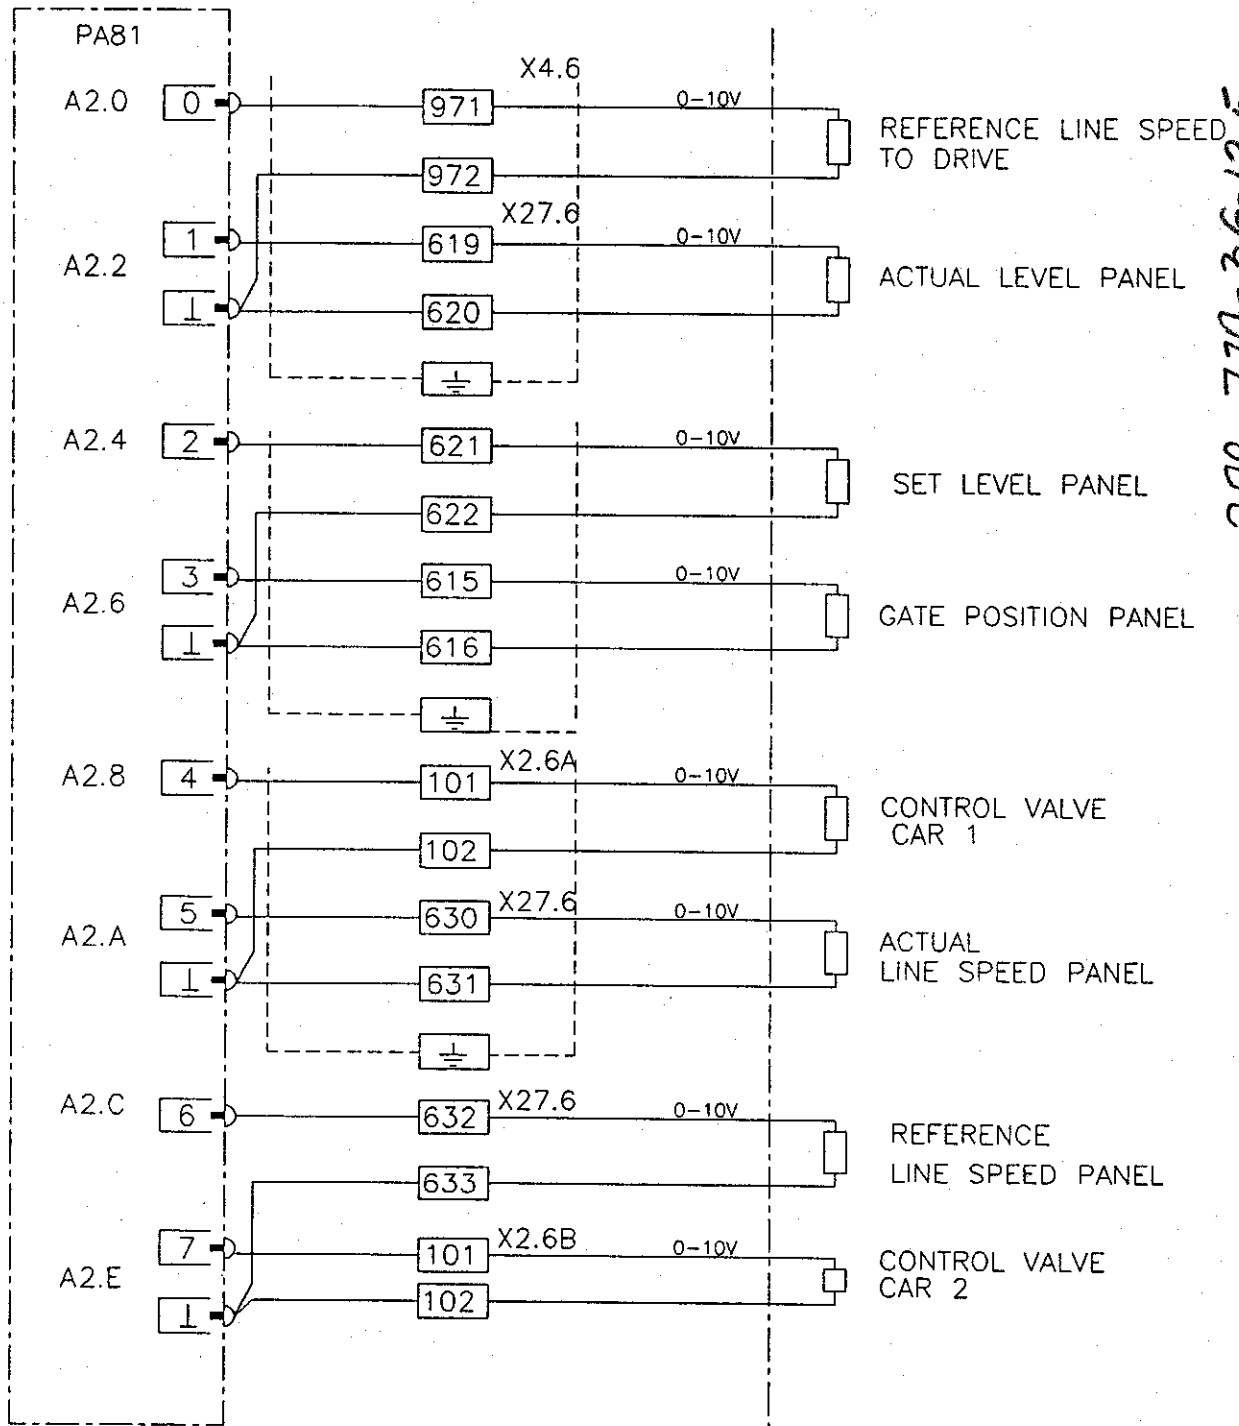 PA81
X4.6
A2.0 0 971 0-10V
REFERENCE LINE SPEED
TO DRIVE
972
X27.6
1 619 0-10V
A2.2
ACTUAL LEVEL PANEL
⊥ 620
A2.4 2 621 0-10V
SET LEVEL PANEL
622
3 615 0-10V
A2.6
GATE POSITION PANEL
⊥ 616
X2.6A
A2.8 4 101 0-10V
CONTROL VALVE
CAR 1
102
X27.6
5 630 0-10V
A2.A
ACTUAL
LINE SPEED PANEL
⊥ 631
A2.C 6 632 X27.6 0-10V
REFERENCE
LINE SPEED PANEL
633
7 101 X2.6B 0-10V
A2.E
CONTROL VALVE
CAR 2
102
⊥